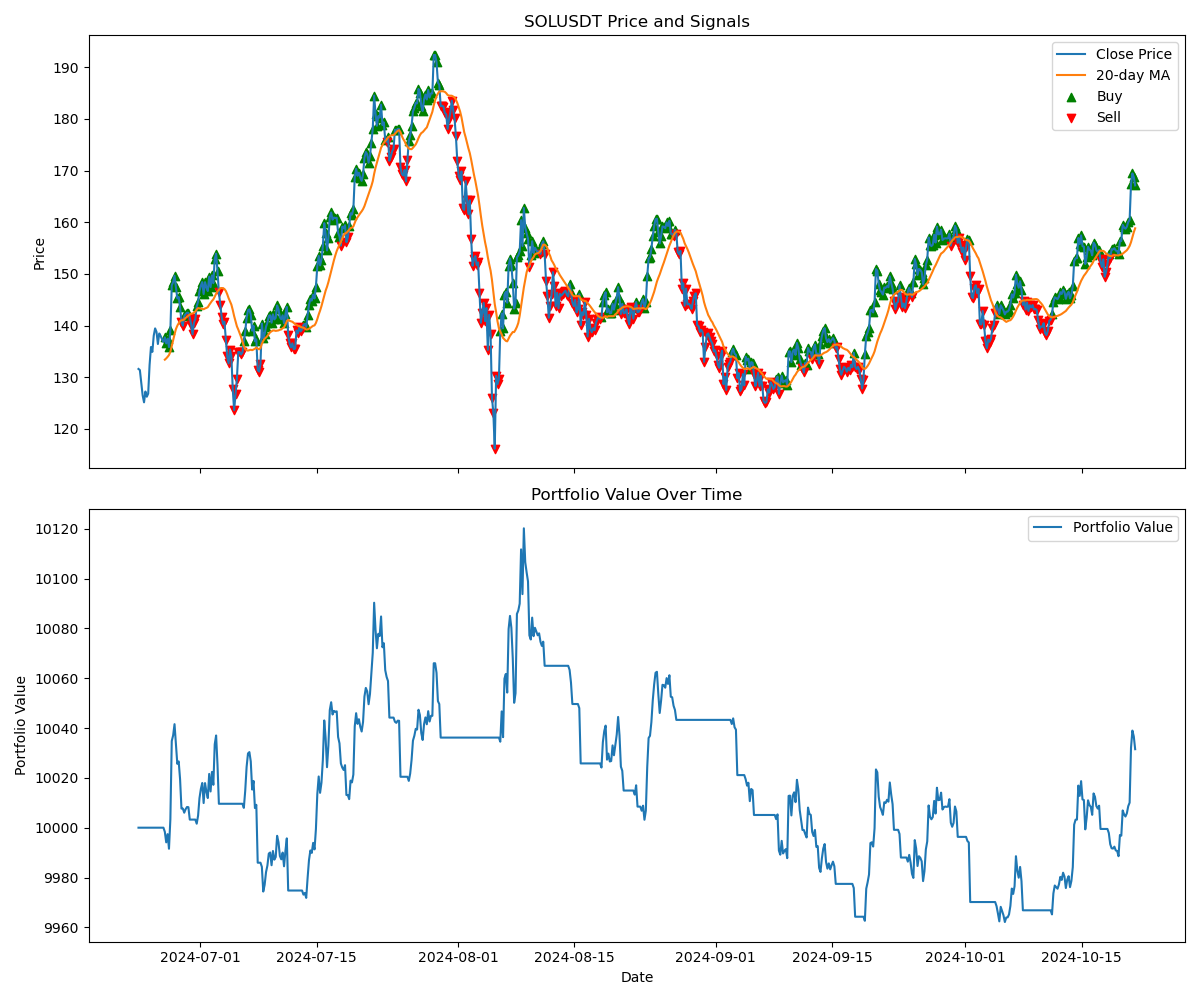 SOLUSDT Price and Signals
Price
190
180
170
160
150
140
130
120
Close Price
20-day MA
Buy
Sell
Portfolio Value Over Time
Portfolio Value
10120
10100
10080
10060
10040
10020
10000
9980
9960
Portfolio Value
2024-07-01 2024-07-15 2024-08-01 2024-08-15 2024-09-01 2024-09-15 2024-10-01 2024-10-15
Date